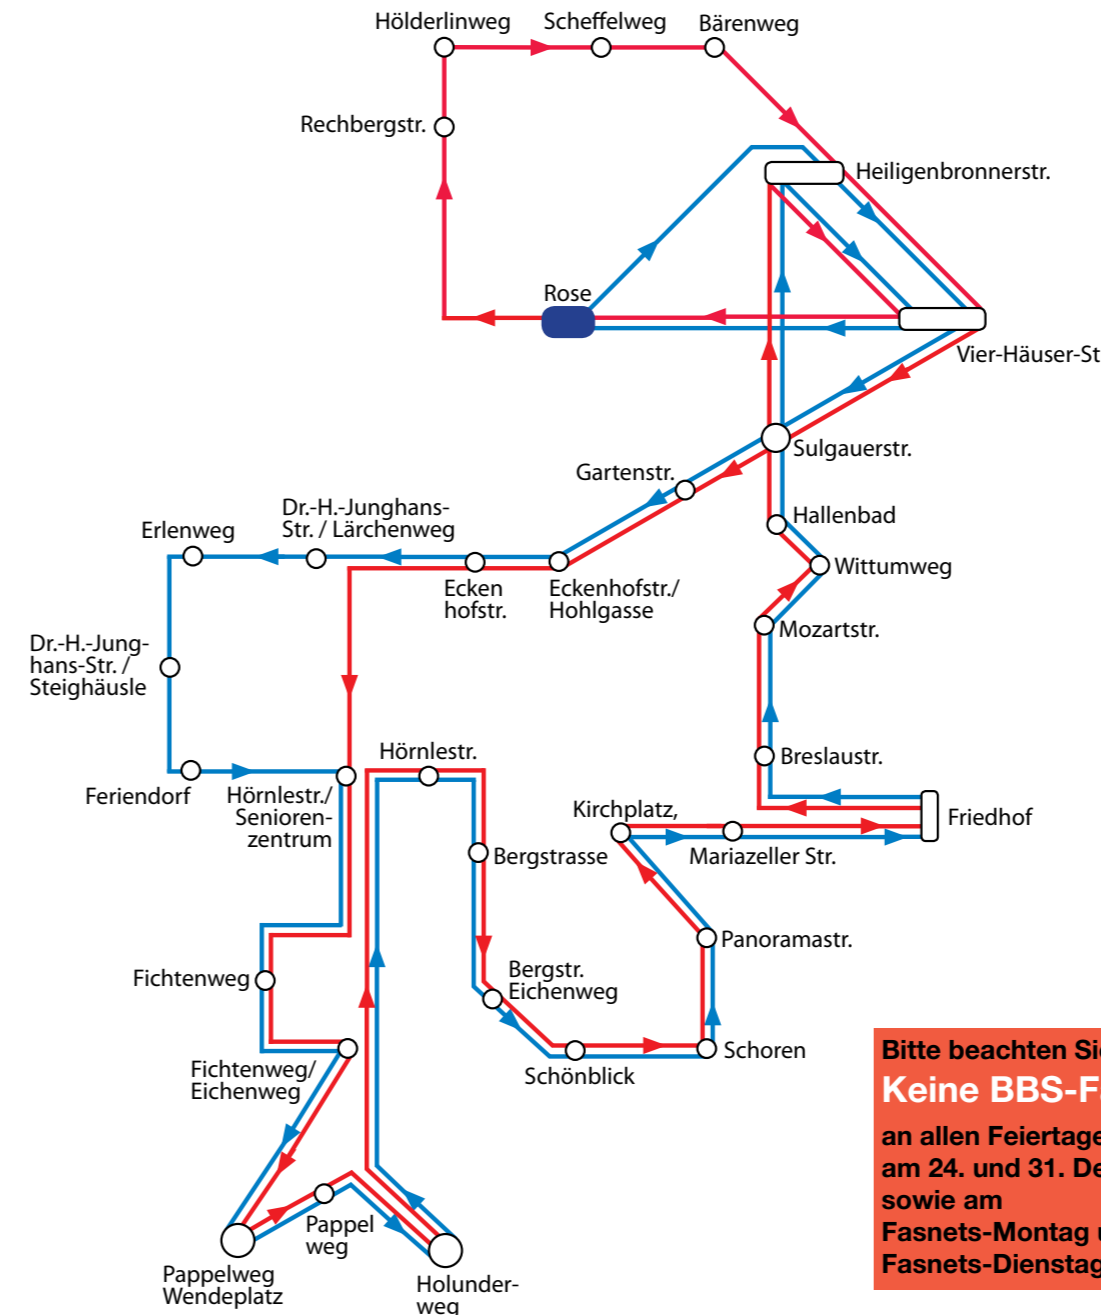 Hölderlinweg
Scheffelweg
Bärenweg
Rechbergstr.
Heiligenbronnerstr.
Rose
Vier-Häuser-St
Sulgauerstr.
Gartenstr.
Hallenbad
Dr.-H.-Junghans-
Str. / Lärchenweg
Erlenweg
Wittumweg
Ecken
hofstr.
Eckenhofstr./
Hohlgasse
Mozartstr.
Dr.-H.-Jung-
hans-Str. /
Steighäusle
Hörnlestr.
Breslaustr.
Feriendorf
Hörnlestr./
Senioren-
zentrum
Kirchplatz,
Friedhof
Mariazeller Str.
Bergstrasse
Panoramastr.
Fichtenweg
Bergstr.
Eichenweg
Schoren
Schönblick
Fichtenweg/
Eichenweg
Pappel
weg
Pappelweg
Wendeplatz
Holunder-
weg
Bitte beachten Sie
Keine BBS-F
an allen Feiertage
am 24. und 31. De
sowie am
Fasnets-Montag u
Fasnets-Dienstag